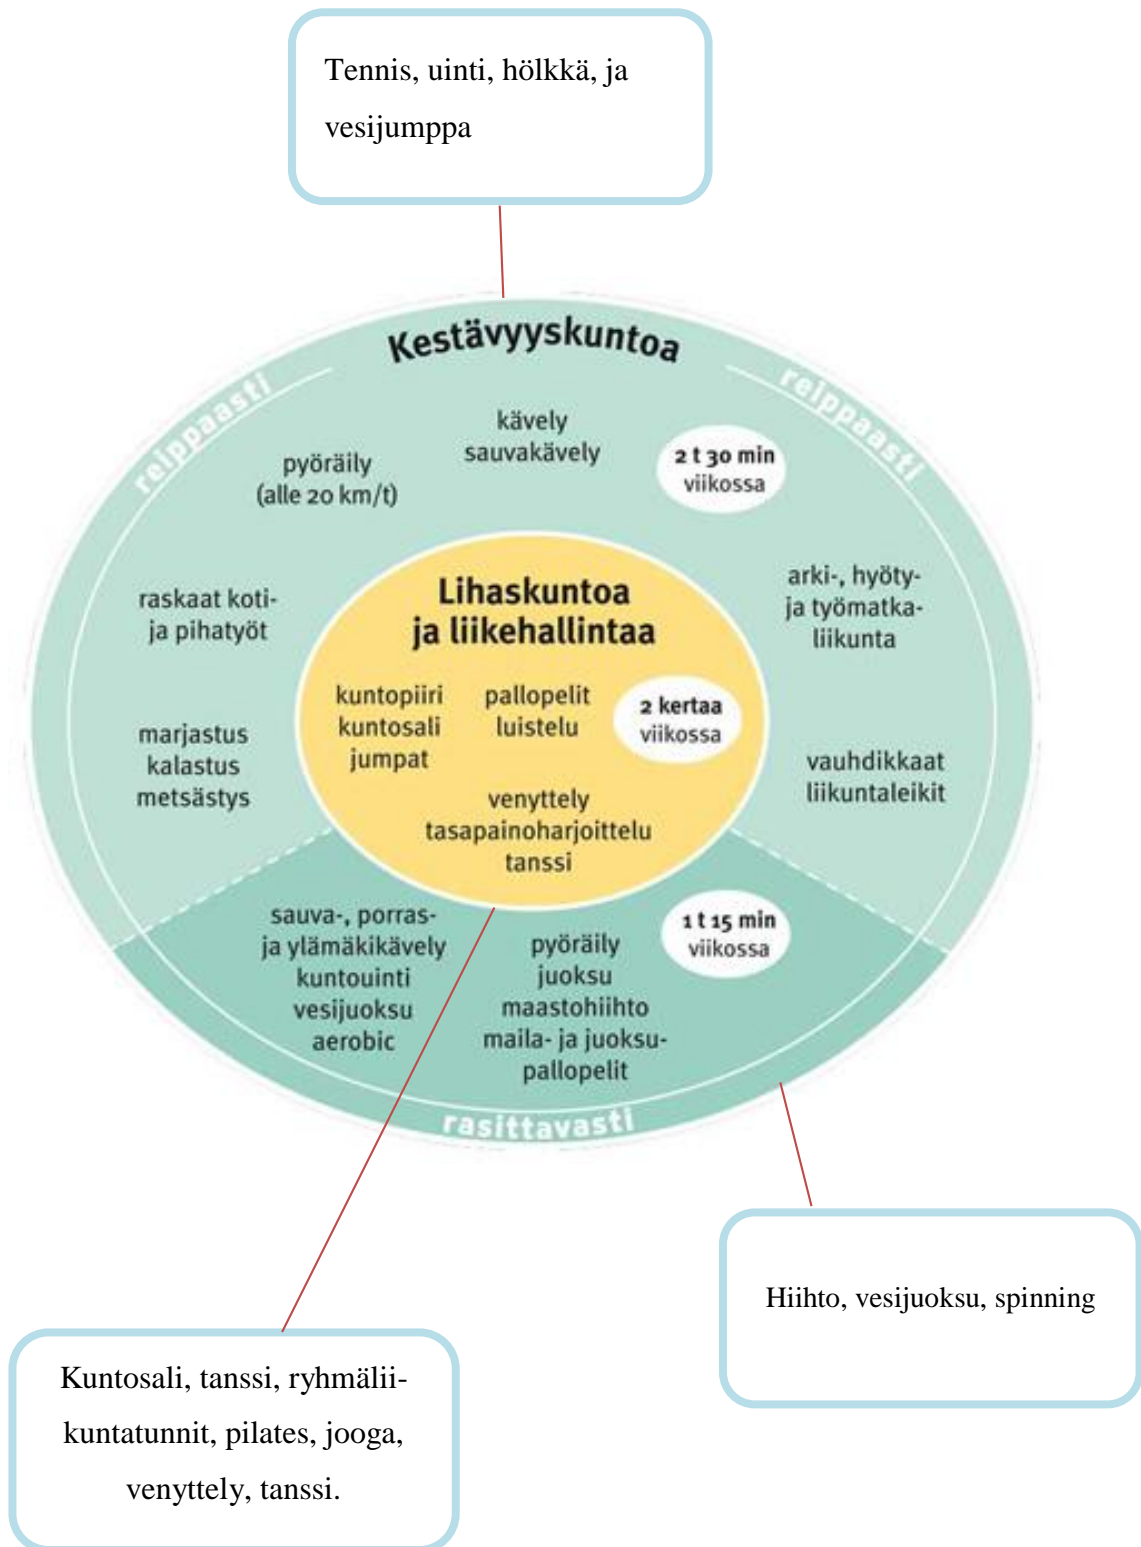 Tennis, uinti, hölkkä, ja
vesijumppa
Kestävyyskuntoa
reippaasti
reippaasti
kävely
sauvakävely
2 t 30 min
viikossa
pyöräily
(alle 20 km/t)
raskaat koti-
ja pihatyöt
arki-, hyöty-
ja työmatka-
liikunta
marjastus
kalastus
metsästys
vauhdikkaat
liikuntaleikit
Lihaskuntoa
ja liikehallintaa
kuntopiiri
kuntosali
jumpat
pallopelit
luistelu
2 kertaa
viikossa
venyttely
tasapainoharjoittelu
tanssi
sauva-, porras-
ja ylämäkikävely
kuntouinti
vesijuoksu
aerobic
pyöräily
juoksu
maastohiihto
maila- ja juoksu-
pallopelit
1 t 15 min
viikossa
rasittavasti
Hiihto, vesijuoksu, spinning
Kuntosali, tanssi, ryhmälii-
kuntatunnit, pilates, jooga,
venyttely, tanssi.